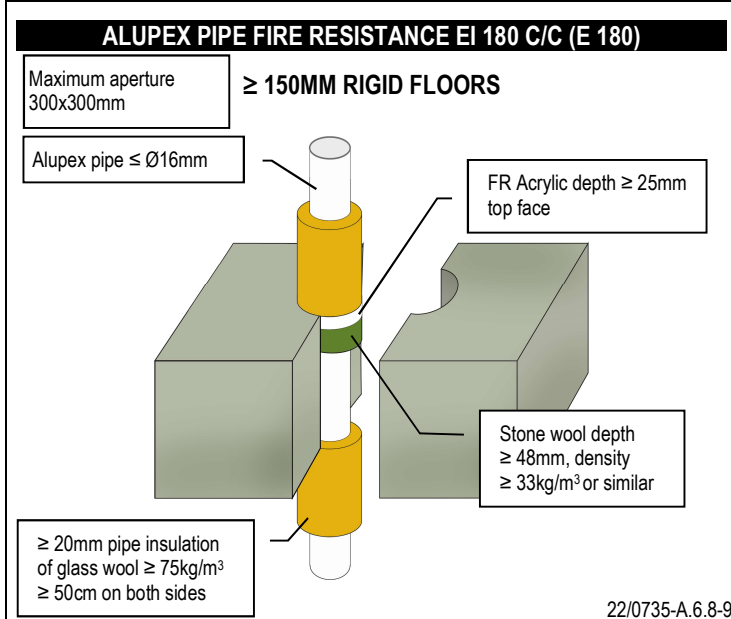 ALUPEX PIPE FIRE RESISTANCE EI 180 C/C (E 180)
Maximum aperture
300x300mm
≥ 150MM RIGID FLOORS
Alupex pipe ≤ Ø16mm
FR Acrylic depth ≥ 25mm
top face
Stone wool depth
≥ 48mm, density
≥ 33kg/m³ or similar
≥ 20mm pipe insulation
of glass wool ≥ 75kg/m³
≥ 50cm on both sides
22/0735-A.6.8-9